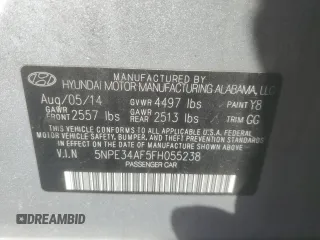 MANUFACTURED BY
HYUNDAI MOTOR MANUFACTURING ALABAMA, LLC
Aug/05/14 GVWR 4497 lbs PAINT Y8
GAWR FRONT 2557 lbs GAWR REAR 2513 lbs TRIM GG
THIS VEHICLE CONFORMS TO ALL APPLICABLE FEDERAL
MOTOR VEHICLE SAFETY, BUMPER, AND THEFT PREVENTION STANDARDS
IN EFFECT ON THE DATE OF MANUFACTURE SHOWN ABOVE.
V.I.N 5NPE34AF5FH055238
PASSENGER CAR